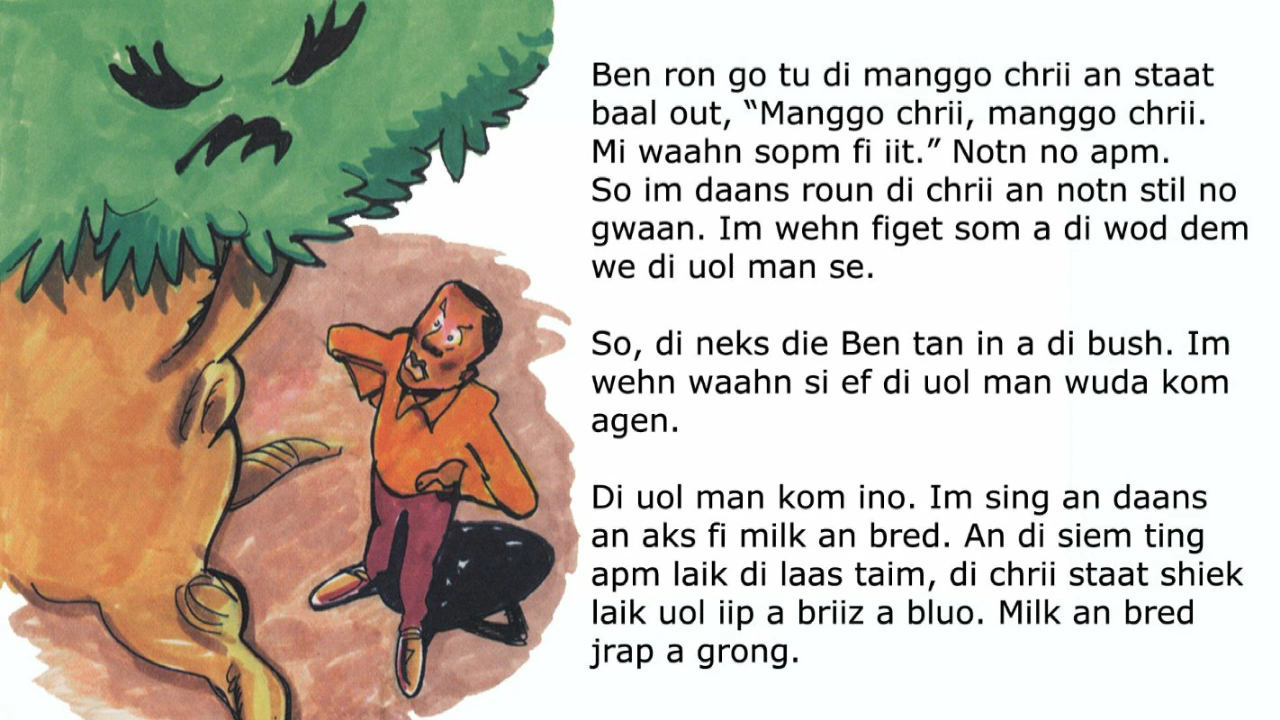 Ben ron go tu di manggo chrii an staat
baal out, “Manggo chrii, manggo chrii.
Mi waahn sopm fi iit.” Notn no apm.
So im daans roun di chrii an notn stil no
gwaan. Im wehn figet som a di wod dem
we di uol man se.
So, di neks die Ben tan in a di bush. Im
wehn waahn si ef di uol man wuda kom
agen.
Di uol man kom ino. Im sing an daans
an aks fi milk an bred. An di siem ting
apm laik di laas taim, di chrii staat shiek
laik uol iip a briiz a bluo. Milk an bred
jrap a grong.